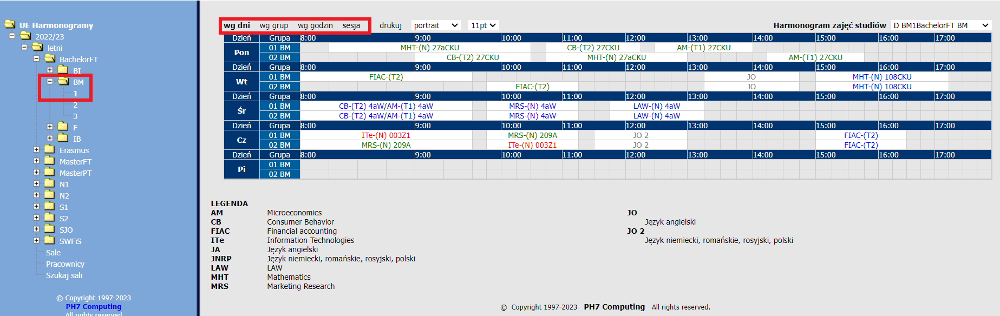 UE Harmonogramy
2022/23
letni
BachelorFT
BI
BM
1
2
3
F
IB
Erasmus
MasterFT
MasterPT
N1
N2
S1
S2
SJO
SWFiS
Sale
Pracownicy
Szukaj sali
© Copyright 1997-2023
PH7 Computing
All rights reserved
wg dni wg grup wg godzin sesja drukuj portrait 11pt Harmonogram zajęć studiów D BM1BachelorFT BM
Dzień Grupa 8:00 9:00 10:00 11:00 12:00 13:00 14:00 15:00 16:00 17:00
Pon
01 BM MHT-(N) 27aCKU CB-(T2) 27CKU AM-(T1) 27CKU
02 BM CB-(T2) 27CKU MHT-(N) 27aCKU AM-(T1) 27CKU
Dzień Grupa 8:00 9:00 10:00 11:00 12:00 13:00 14:00 15:00 16:00 17:00
Wt
01 BM FIAC-(T2) JO MHT-(N) 108CKU
02 BM FIAC-(T2) JO MHT-(N) 108CKU
Dzień Grupa 8:00 9:00 10:00 11:00 12:00 13:00 14:00 15:00 16:00 17:00
Śr
01 BM CB-(T2) 4aW/AM-(T1) 4aW MRS-(N) 4aW LAW-(N) 4aW
02 BM CB-(T2) 4aW/AM-(T1) 4aW MRS-(N) 4aW LAW-(N) 4aW
Dzień Grupa 8:00 9:00 10:00 11:00 12:00 13:00 14:00 15:00 16:00 17:00
Cz
01 BM ITe-(N) 003Z1 MRS-(N) 209A JO 2 FIAC-(T2)
02 BM MRS-(N) 209A ITe-(N) 003Z1 JO 2 FIAC-(T2)
Dzień Grupa 8:00 9:00 10:00 11:00 12:00 13:00 14:00 15:00 16:00 17:00
Pi
01 BM
02 BM
LEGENDA
AM Microeconomics
CB Consumer Behavior
FIAC Financial accounting
ITe Information Technologies
JA Język angielski
JNRP Język niemiecki, romańskie, rosyjski, polski
LAW LAW
MHT Mathematics
MRS Marketing Research
JO
Język angielski
JO 2
Język niemiecki, romańskie, rosyjski, polski
© Copyright 1997-2023 PH7 Computing All rights reserved.